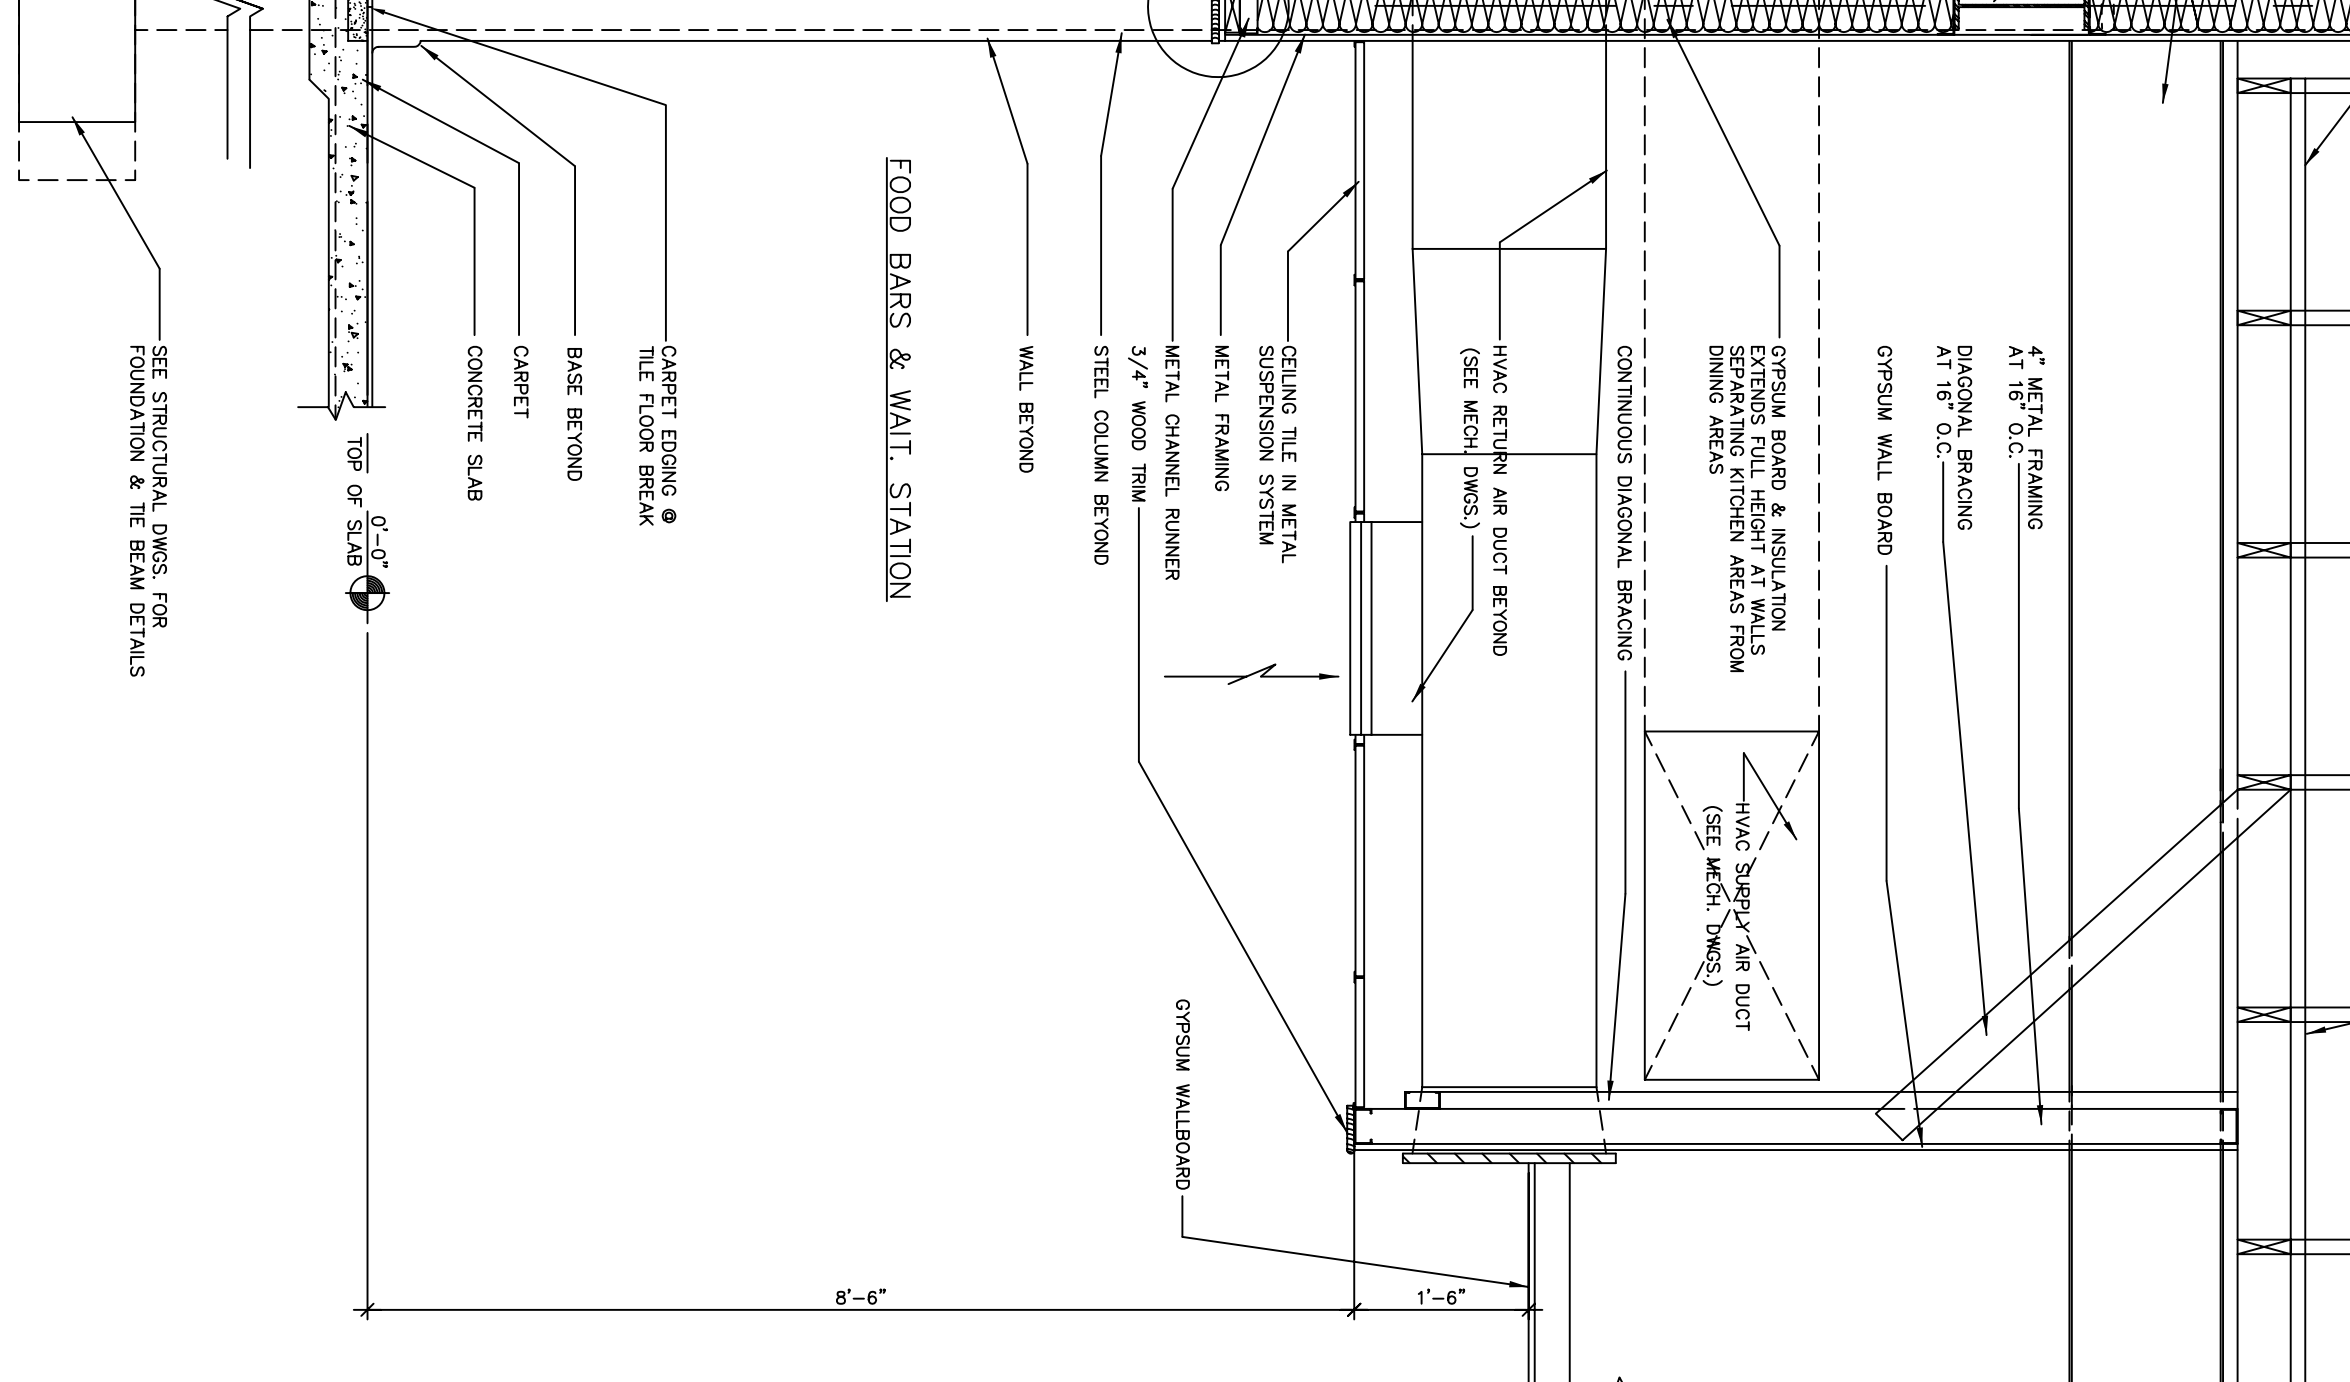 4" METAL FRAMING
AT 16" O.C.
DIAGONAL BRACING
AT 16" O.C.
GYPSUM WALL BOARD
GYPSUM BOARD & INSULATION
EXTENDS FULL HEIGHT AT WALLS
SEPARATING KITCHEN AREAS FROM
DINING AREAS
HVAC SUPPLY AIR DUCT
(SEE MECH. DWGS.)
CONTINUOUS DIAGONAL BRACING
HVAC RETURN AIR DUCT BEYOND
(SEE MECH. DWGS.)
CEILING TILE IN METAL
SUSPENSION SYSTEM
METAL FRAMING
METAL CHANNEL RUNNER
3/4" WOOD TRIM
GYPSUM WALLBOARD
STEEL COLUMN BEYOND
WALL BEYOND
FOOD BARS & WAIT. STATION
CARPET EDGING @
TILE FLOOR BREAK
BASE BEYOND
CARPET
CONCRETE SLAB
0'-0"
TOP OF SLAB
SEE STRUCTURAL DWGS. FOR
FOUNDATION & TIE BEAM DETAILS
8'-6"
1'-6"